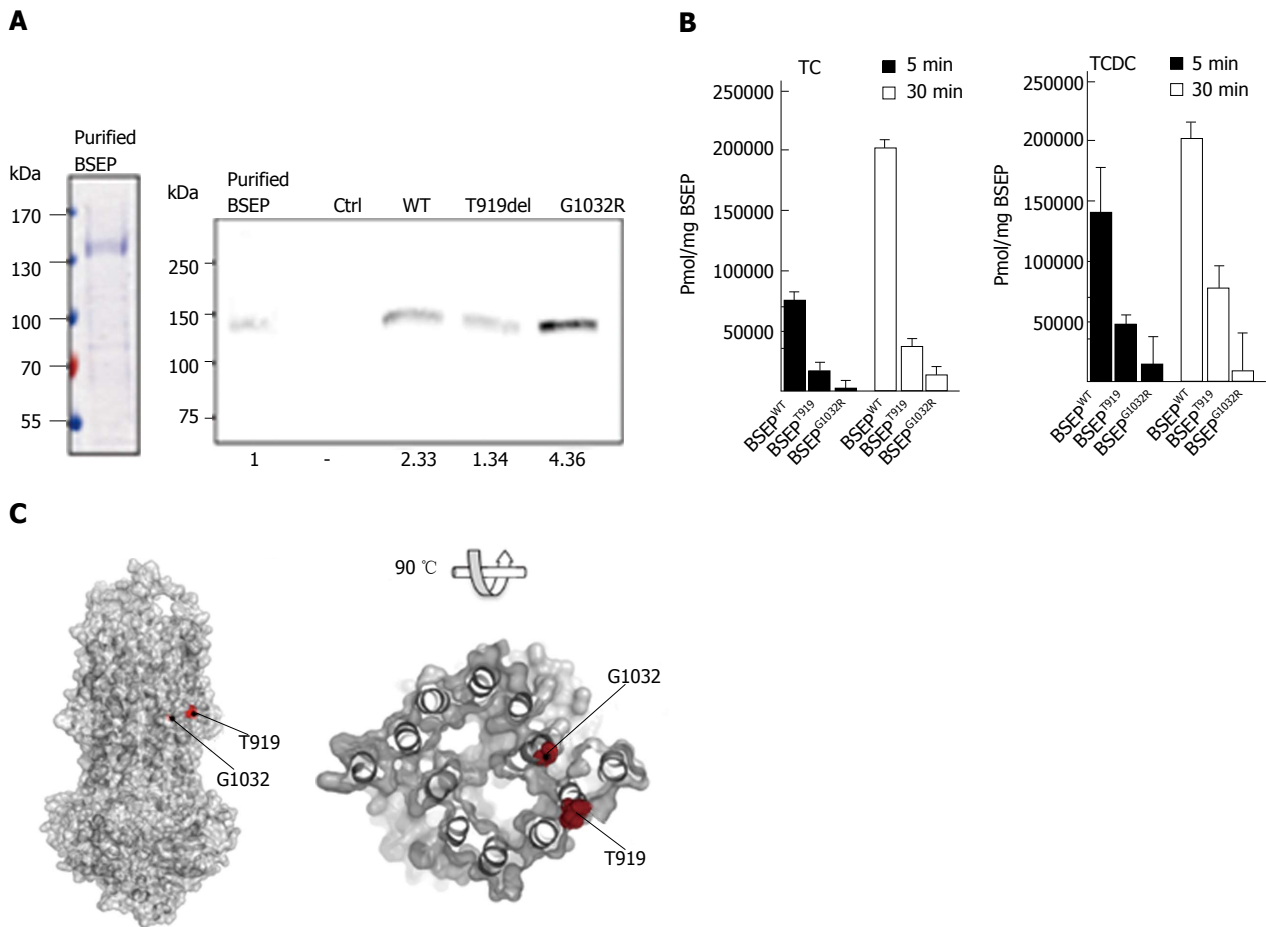 A
Purified
BSEP
kDa
170
130
100
70
55
kDa
Purified
BSEP
Ctrl
WT
T919del
G1032R
250
150
100
75
1
-
2.33
1.34
4.36
B
TC
5 min
30 min
Pmol/mg BSEP
250000
200000
150000
100000
50000
BSEP^WT
BSEP^T919
BSEP^G1032R
BSEP^WT
BSEP^T919
BSEP^G1032R
TCDC
5 min
30 min
Pmol/mg BSEP
250000
200000
150000
100000
50000
BSEP^WT
BSEP^T919
BSEP^G1032R
BSEP^WT
BSEP^T919
BSEP^G1032R
C
T919
G1032
90 ℃
G1032
T919